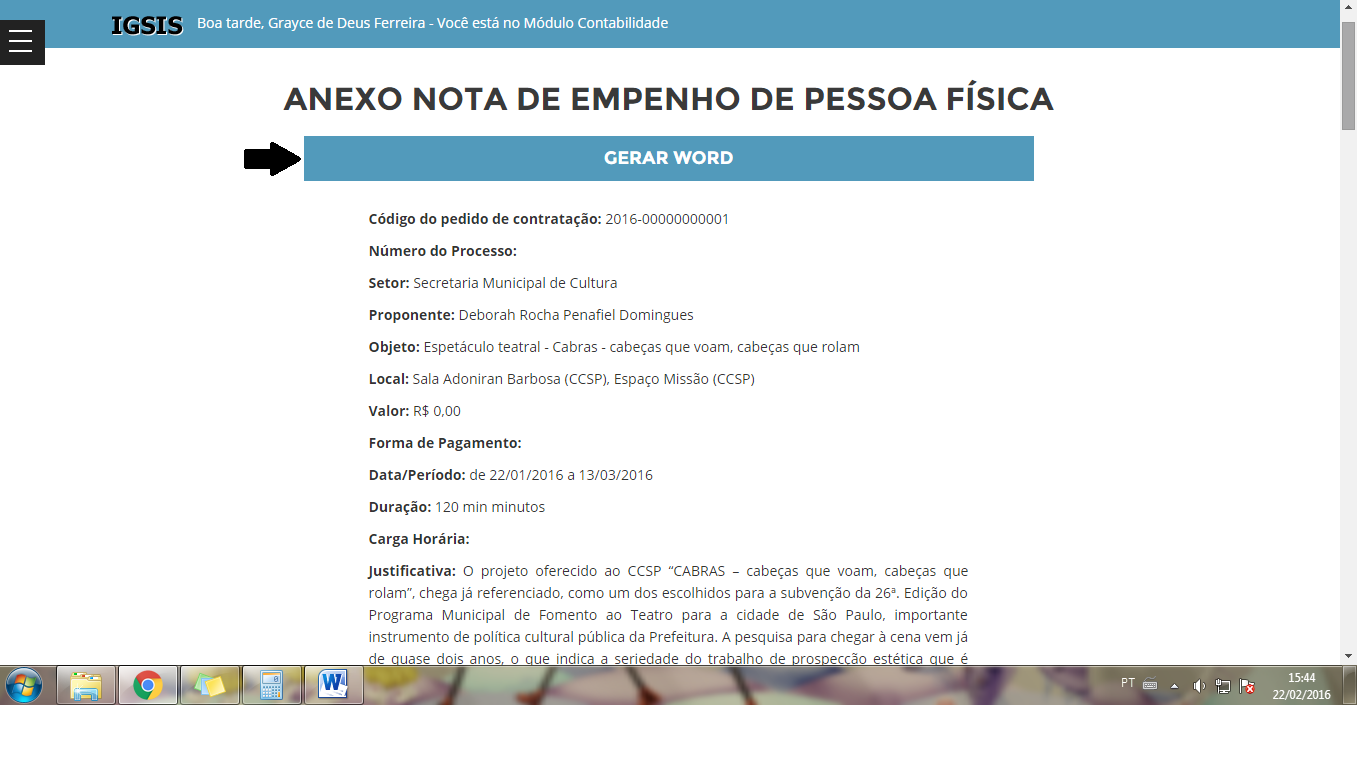 IGSIS Boa tarde, Grayce de Deus Ferreira - Você está no Módulo Contabilidade
ANEXO NOTA DE EMPENHO DE PESSOA FÍSICA
GERAR WORD
Código do pedido de contratação: 2016-00000000001
Número do Processo:
Setor: Secretaria Municipal de Cultura
Proponente: Deborah Rocha Penafiel Domingues
Objeto: Espetáculo teatral - Cabras - cabeças que voam, cabeças que rolam
Local: Sala Adoniran Barbosa (CCSP), Espaço Missão (CCSP)
Valor: R$ 0,00
Forma de Pagamento:
Data/Período: de 22/01/2016 a 13/03/2016
Duração: 120 min minutos
Carga Horária:
Justificativa: O projeto oferecido ao CCSP “CABRAS – cabeças que voam, cabeças que
rolam”, chega já referenciado, como um dos escolhidos para a subvenção da 26ª. Edição do
Programa Municipal de Fomento ao Teatro para a cidade de São Paulo, importante
instrumento de política cultural pública da Prefeitura. A pesquisa para chegar à cena vem já
de quase dois anos, o que indica a seriedade do trabalho de prospecção estética que é
PT
15:44
22/02/2016